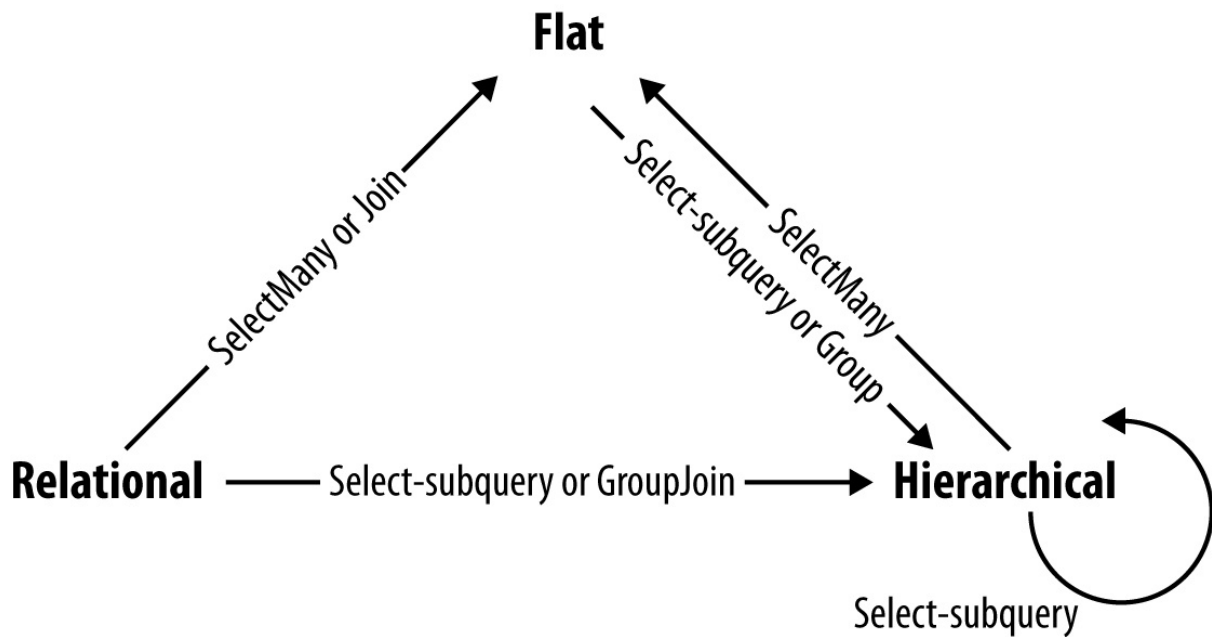 Flat
SelectMany or Join
Select-subquery or Group
SelectMany
Relational
Select-subquery or GroupJoin
Hierarchical
Select-subquery